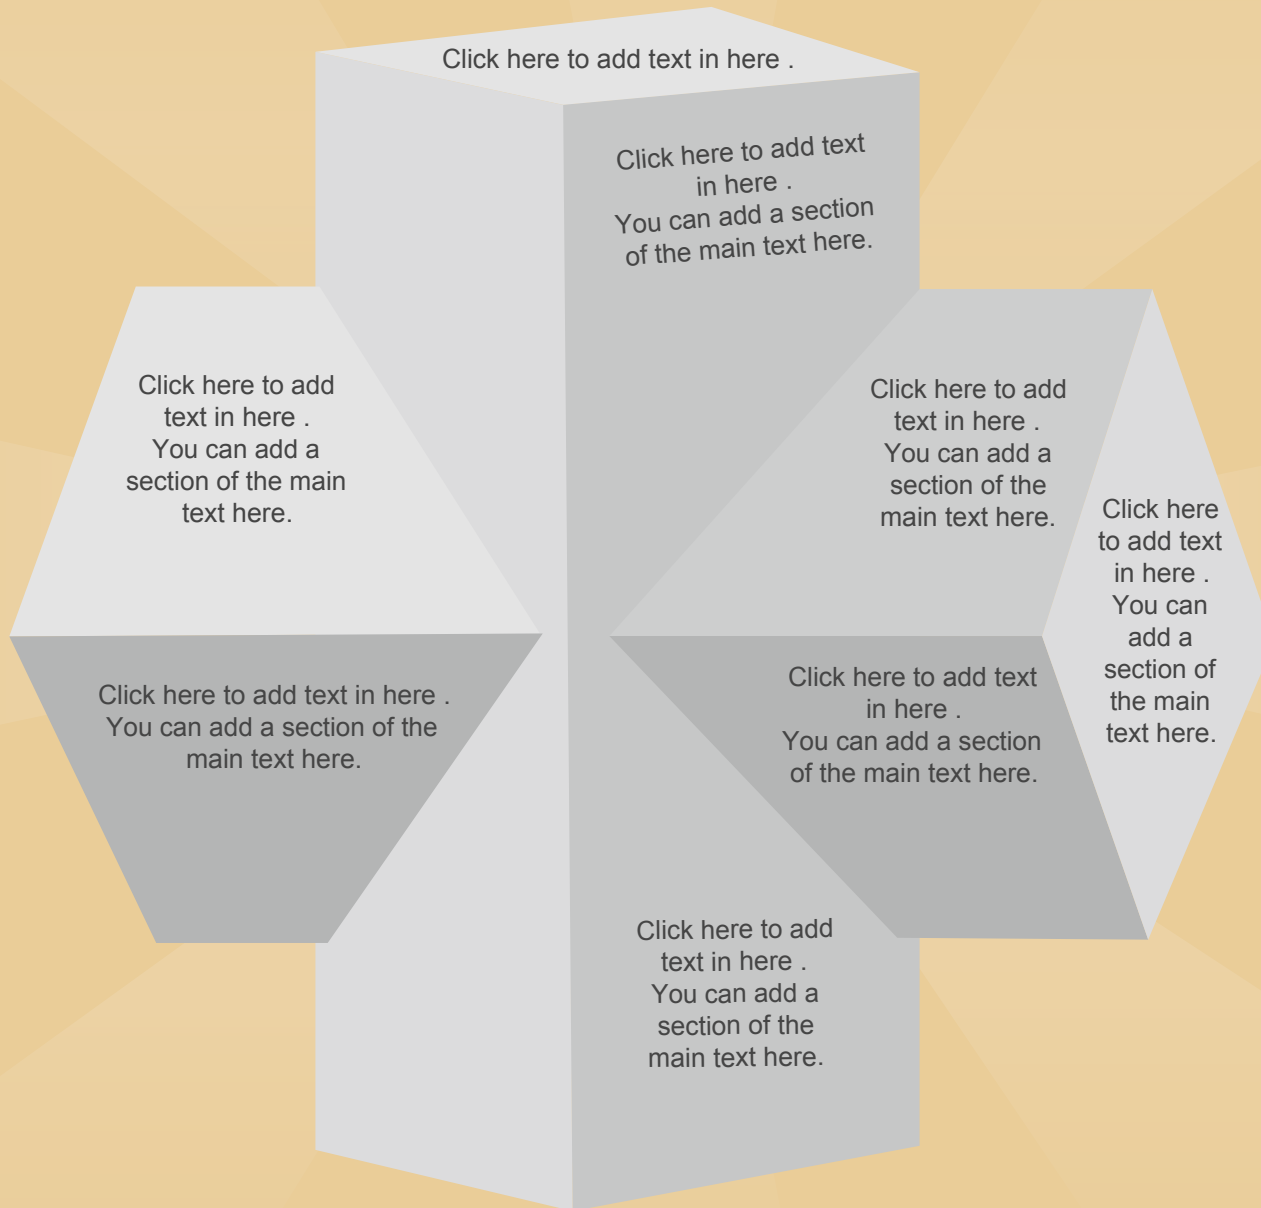 Click here to add text in here .
Click here to add text
in here .
You can add a section
of the main text here.
Click here to add
text in here .
You can add a
section of the main
text here.
Click here to add
text in here .
You can add a
section of the
main text here.
Click here
to add text
in here .
You can
add a
section of
the main
text here.
Click here to add text in here .
You can add a section of the
main text here.
Click here to add text
in here .
You can add a section
of the main text here.
Click here to add
text in here .
You can add a
section of the
main text here.